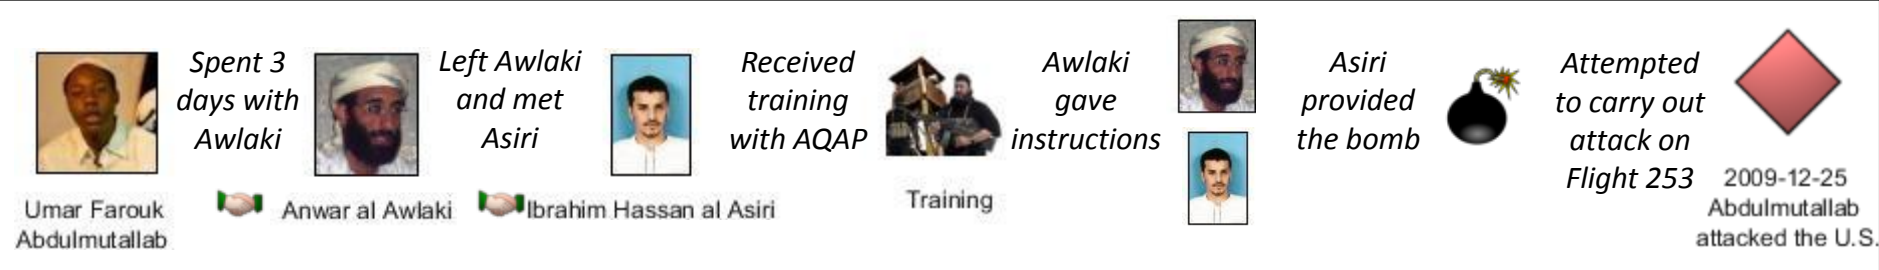 Spent 3
days with
Awlaki
Left Awlaki
and met
Asiri
Received
training
with AQAP
Awlaki
gave
instructions
Asiri
provided
the bomb
Attempted
to carry out
attack on
Flight 253
Umar Farouk
Abdulmutallab
Anwar al Awlaki
Ibrahim Hassan al Asiri
Training
2009-12-25
Abdulmutallab
attacked the U.S.